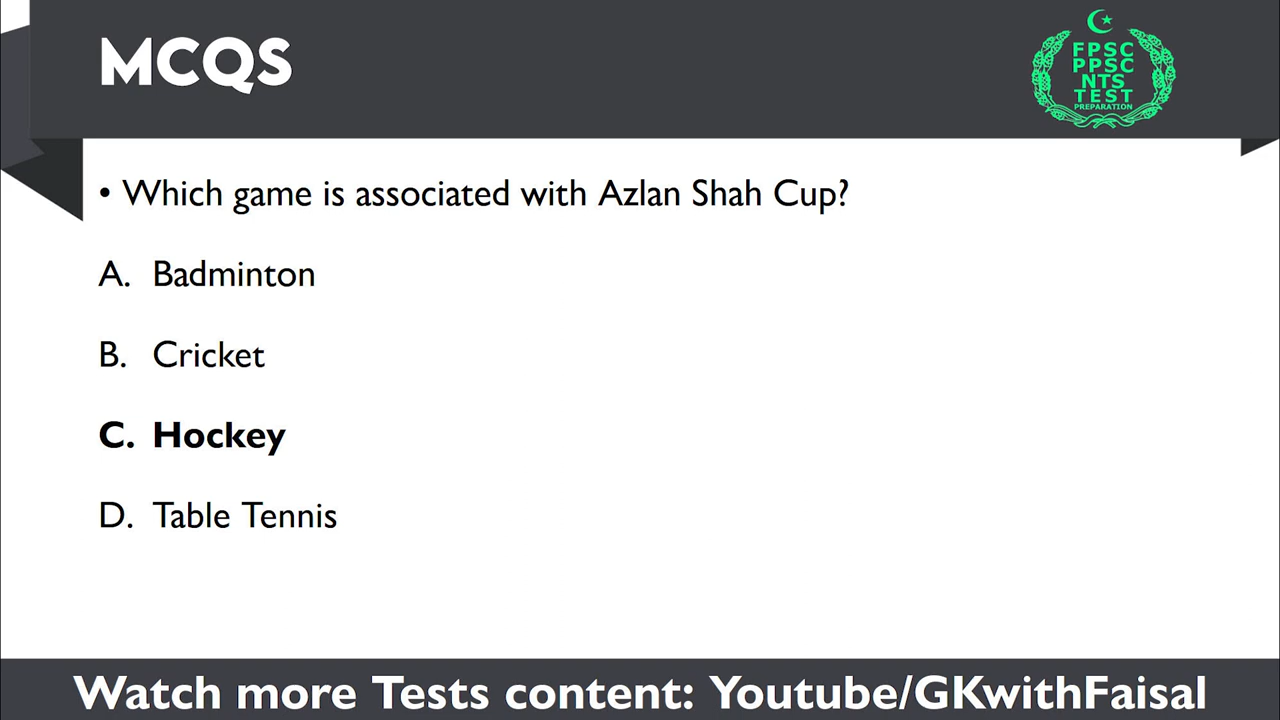 MCQS
FPSC
PPSC
NTS
TEST
PREPARATION
• Which game is associated with Azlan Shah Cup?
A. Badminton
B. Cricket
C. Hockey
D. Table Tennis
Watch more Tests content: Youtube/GKwithFaisal